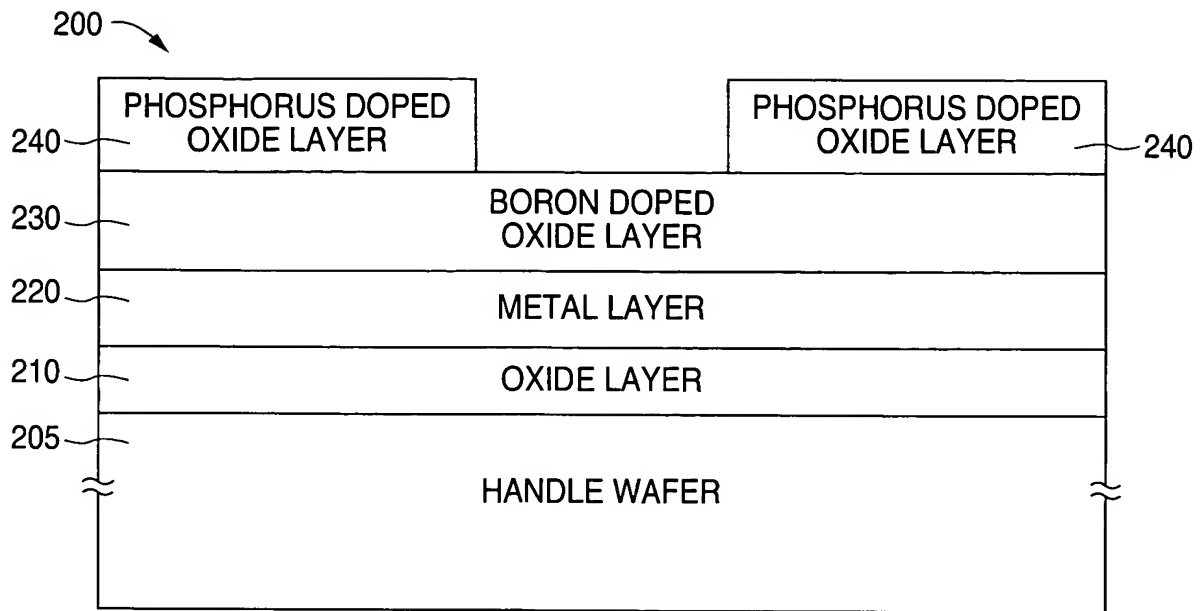 200
PHOSPHORUS DOPED
OXIDE LAYER
PHOSPHORUS DOPED
OXIDE LAYER
240
240
BORON DOPED
OXIDE LAYER
230
METAL LAYER
220
OXIDE LAYER
210
205
HANDLE WAFER